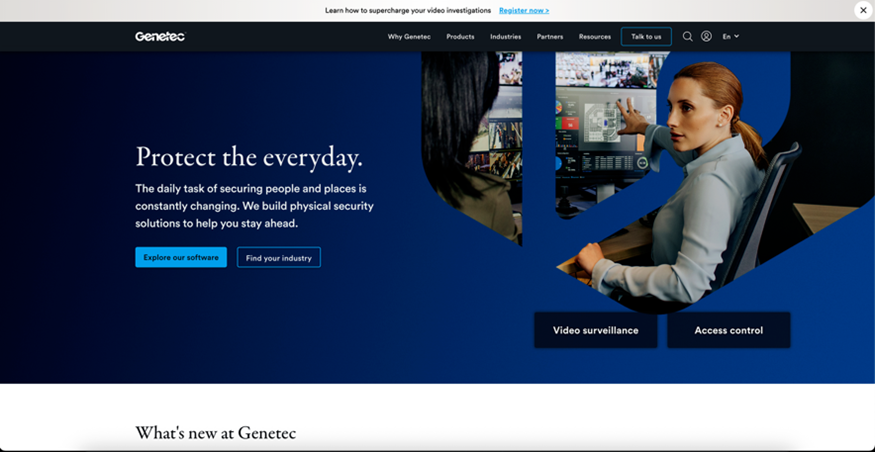 Learn how to supercharge your video investigations Register now >
Genetec Why Genetec Products Industries Partners Resources Talk to us En
Protect the everyday.
The daily task of securing people and places is
constantly changing. We build physical security
solutions to help you stay ahead.
Explore our software Find your industry
Video surveillance Access control
What's new at Genetec